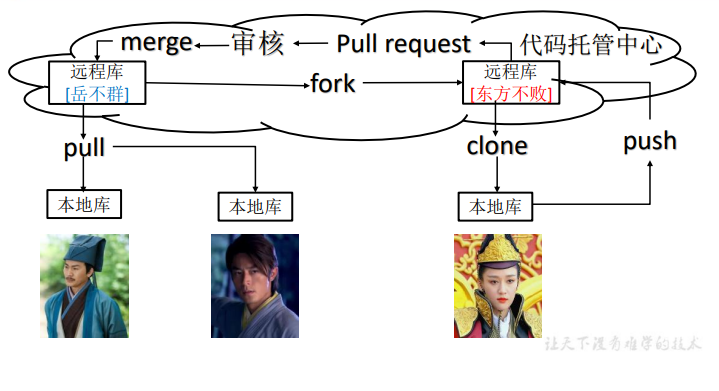 merge
审核
Pull request
代码托管中心
远程库
[岳不群]
fork
远程库
[东方不败]
pull
clone
push
本地库
本地库
本地库
让天下没有难学的技术